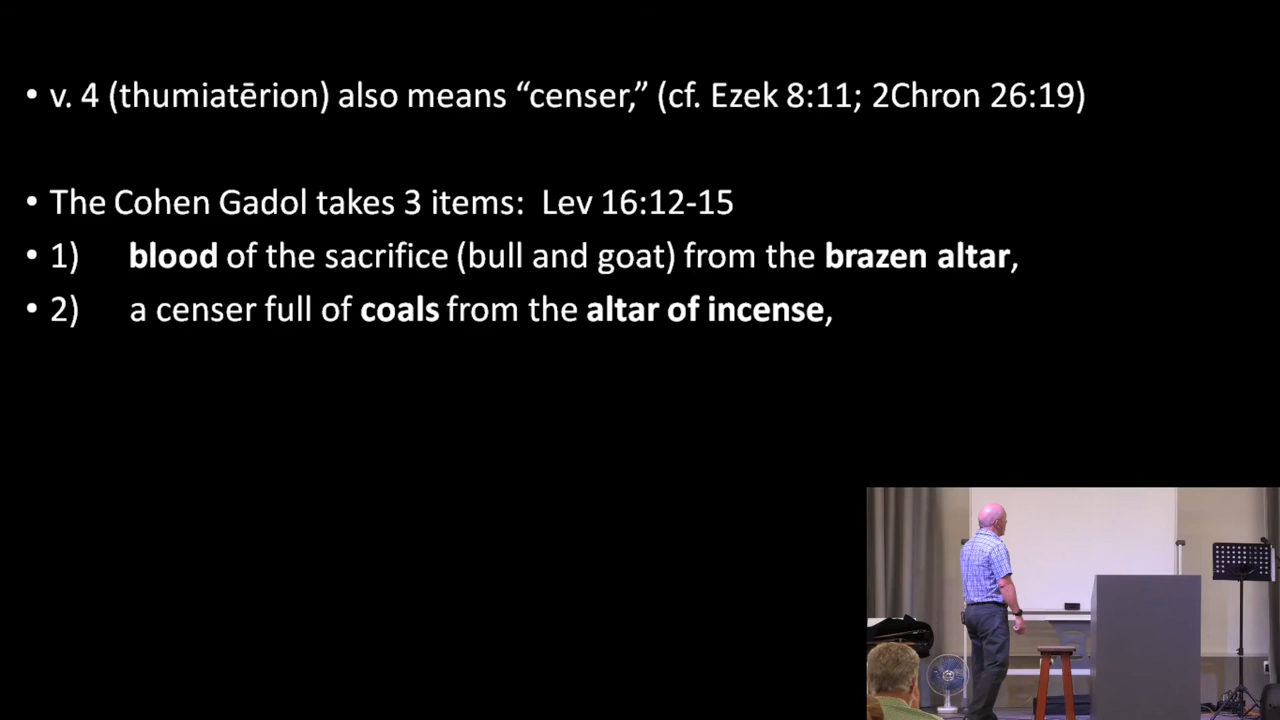 • v. 4 (thumiatērion) also means “censer,” (cf. Ezek 8:11; 2Chron 26:19)
• The Cohen Gadol takes 3 items: Lev 16:12-15
• 1) blood of the sacrifice (bull and goat) from the brazen altar,
• 2) a censer full of coals from the altar of incense,